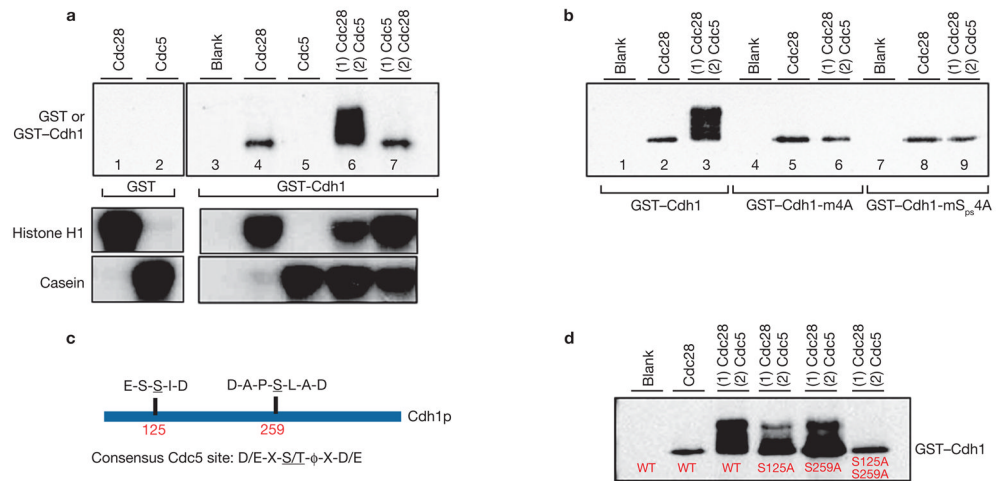 a
Cdc28
Cdc5
Blank
Cdc28
Cdc5
(1) Cdc28
(2) Cdc5
(1) Cdc5
(2) Cdc28
GST or
GST–Cdh1
1 2 3 4 5 6 7
GST GST-Cdh1
Histone H1
Casein
b
Blank
Cdc28
(1) Cdc28
(2) Cdc5
Blank
Cdc28
(1) Cdc28
(2) Cdc5
Blank
Cdc28
(1) Cdc28
(2) Cdc5
1 2 3 4 5 6 7 8 9
GST–Cdh1 GST–Cdh1-m4A GST–Cdh1-mSps4A
c
E-S-S-I-D D-A-P-S-L-A-D
Cdh1p
125 259
Consensus Cdc5 site: D/E-X-S/T-ϕ-X-D/E
d
Blank
Cdc28
(1) Cdc28
(2) Cdc5
(1) Cdc28
(2) Cdc5
(1) Cdc28
(2) Cdc5
(1) Cdc28
(2) Cdc5
GST–Cdh1
WT WT WT S125A S259A S125A
S259A